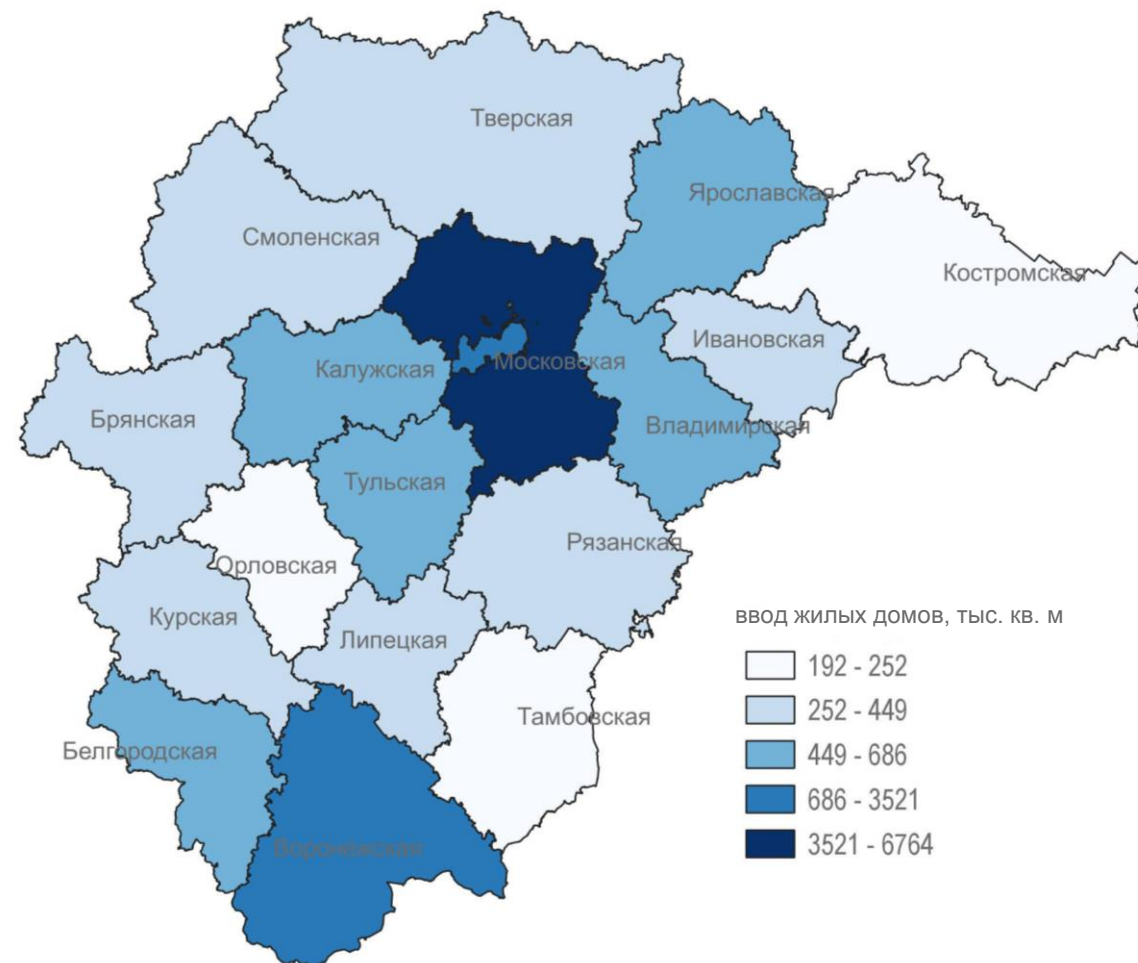 Тверская
Ярославская
Смоленская
Костромская
Ивановская
Московская
Калужская
Брянская
Владимирская
Тульская
Рязанская
Орловская
Курская
Липецкая
ввод жилых домов, тыс. кв. м
192 - 252
252 - 449
Тамбовская
Белгородская
449 - 686
686 - 3521
3521 - 6764
Воронежская